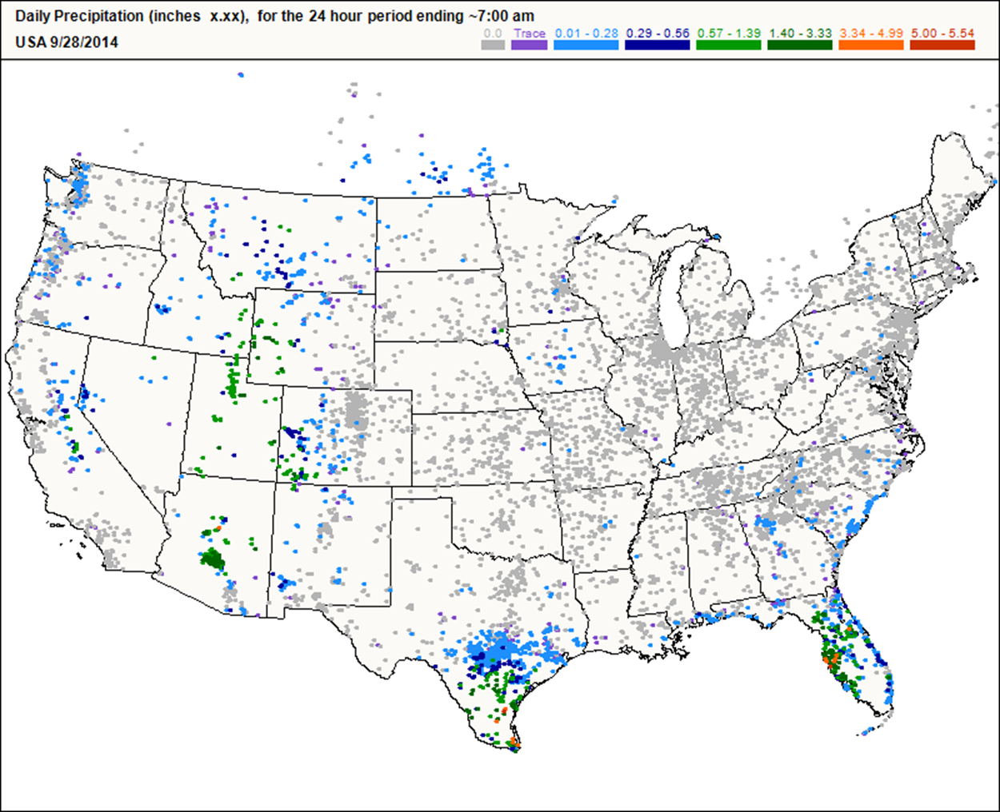 Daily Precipitation (inches  x.xx),  for the 24 hour period ending ~7:00 am
USA 9/28/2014
0.0 Trace 0.01 - 0.28 0.29 - 0.56 0.57 - 1.39 1.40 - 3.33 3.34 - 4.99 5.00 - 5.54